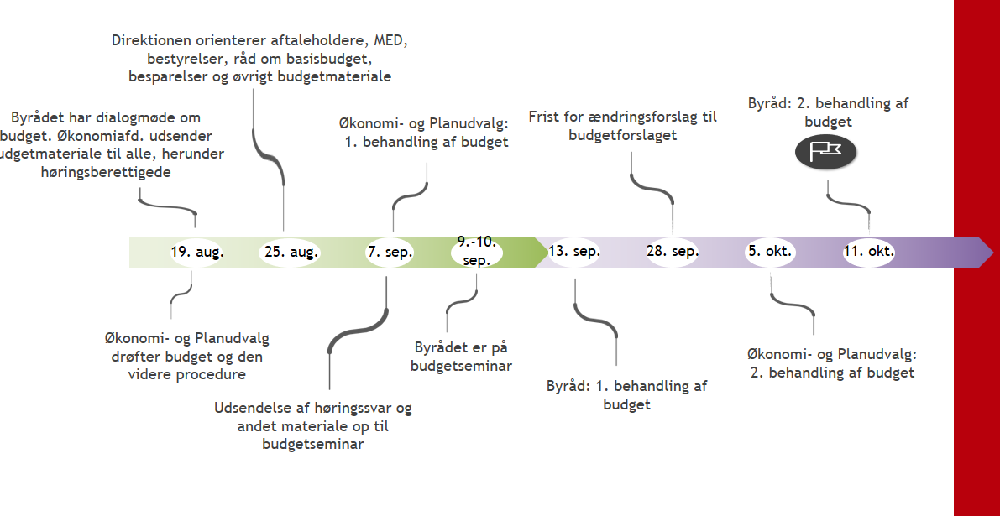 Direktionen orienterer aftaleholdere, MED,
bestyrelser, råd om basisbudget,
besparelser og øvrigt budgetmateriale
Byrådet har dialogmøde om
budget. Økonomiafd. udsender
udgetmateriale til alle, herunder
høringsberettigede
Økonomi- og Planudvalg:
1. behandling af budget
Frist for ændringsforslag til
budgetforslaget
Byråd: 2. behandling af
budget
19. aug.
25. aug.
7. sep.
9.-10.
sep.
13. sep.
28. sep.
5. okt.
11. okt.
Økonomi- og Planudvalg
drøfter budget og den
videre procedure
Udsendelse af høringssvar og
andet materiale op til
budgetseminar
Byrådet er på
budgetseminar
Byråd: 1. behandling af
budget
Økonomi- og Planudvalg:
2. behandling af budget